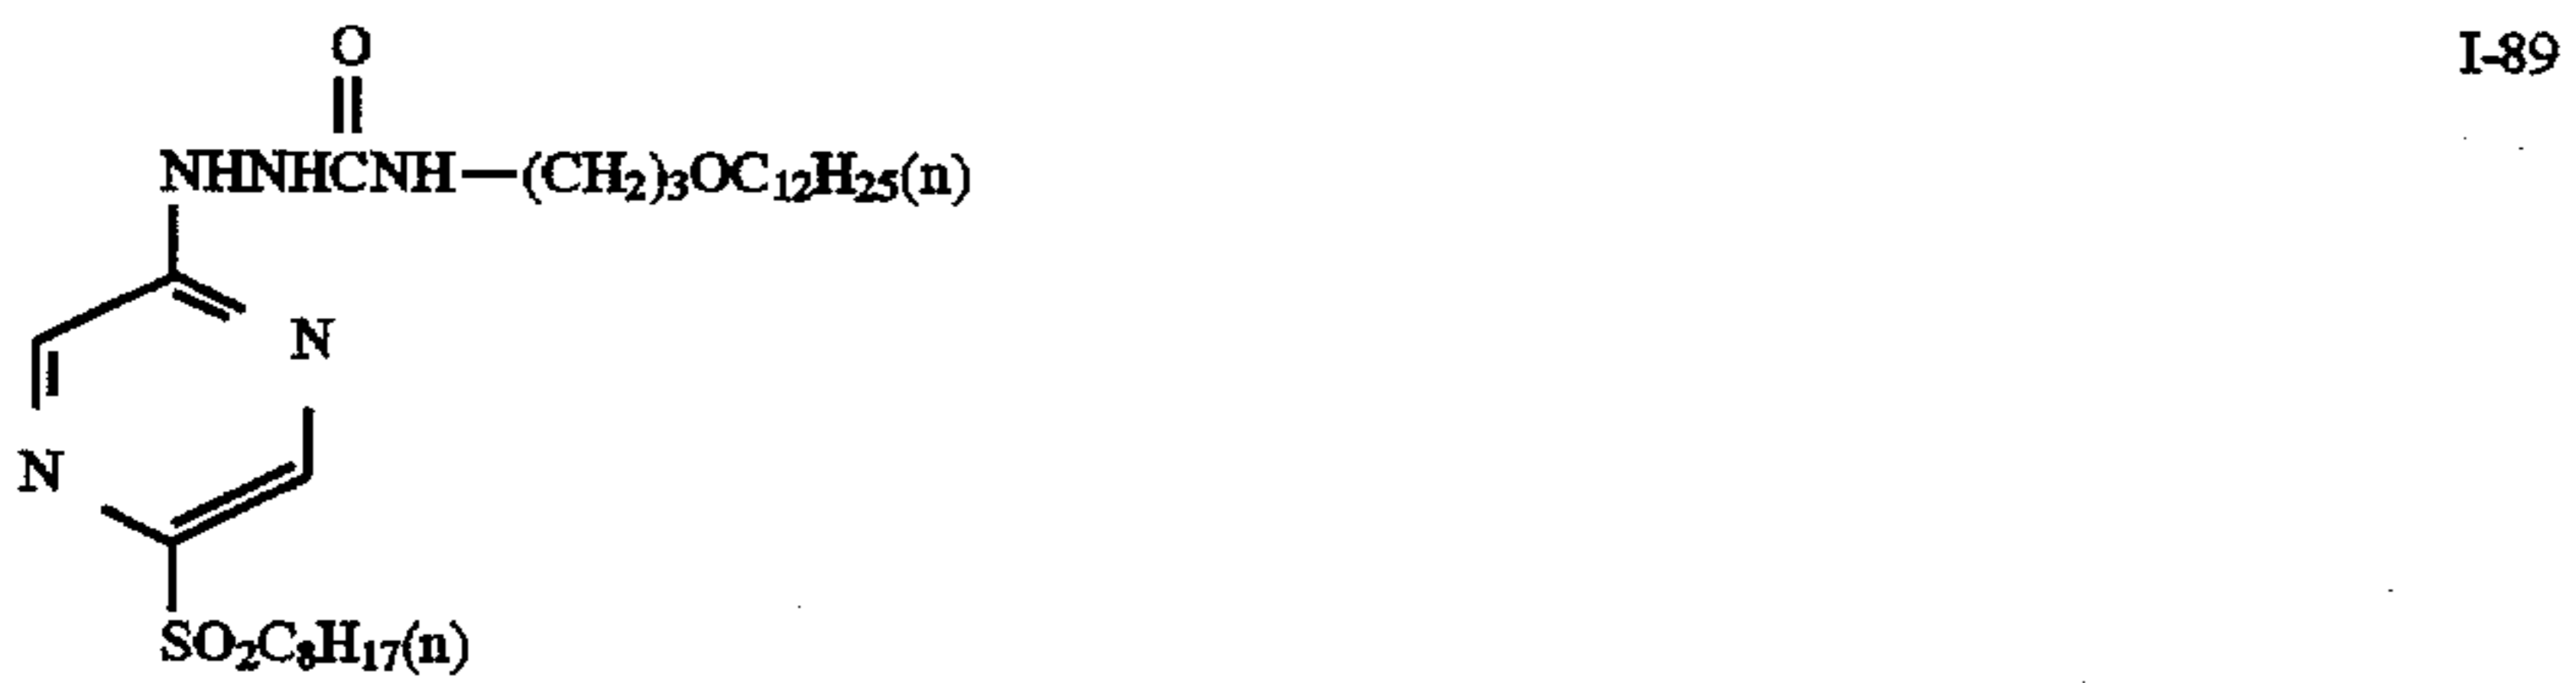 O
I-89
NHNHCNH—(CH₂)₃OC₁₂H₂₅(n)
N
N
SO₂C₈H₁₇(n)